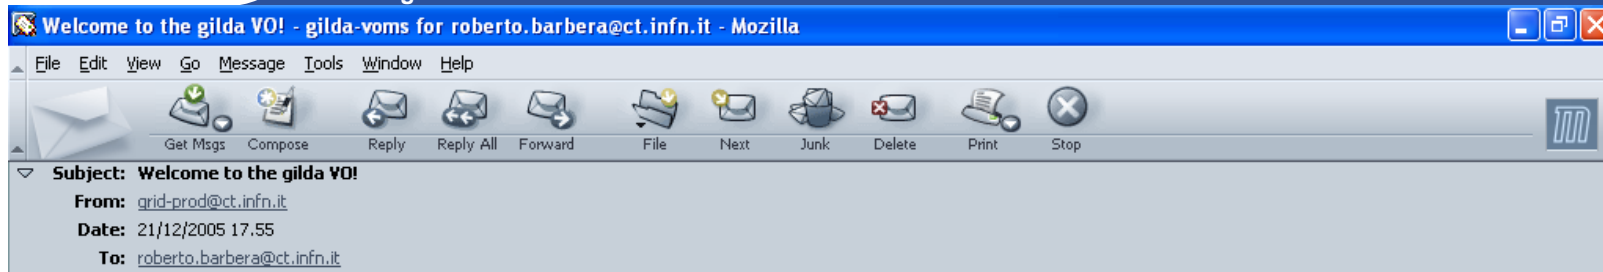 Welcome to the gilda VO! - gilda-voms for roberto.barbera@ct.infn.it - Mozilla
File Edit View Go Message Tools Window Help
Get Msgs Compose Reply Reply All Forward File Next Junk Delete Print Stop
Subject: Welcome to the gilda VO!
From: grid-prod@ct.infn.it
Date: 21/12/2005 17.55
To: roberto.barbera@ct.infn.it